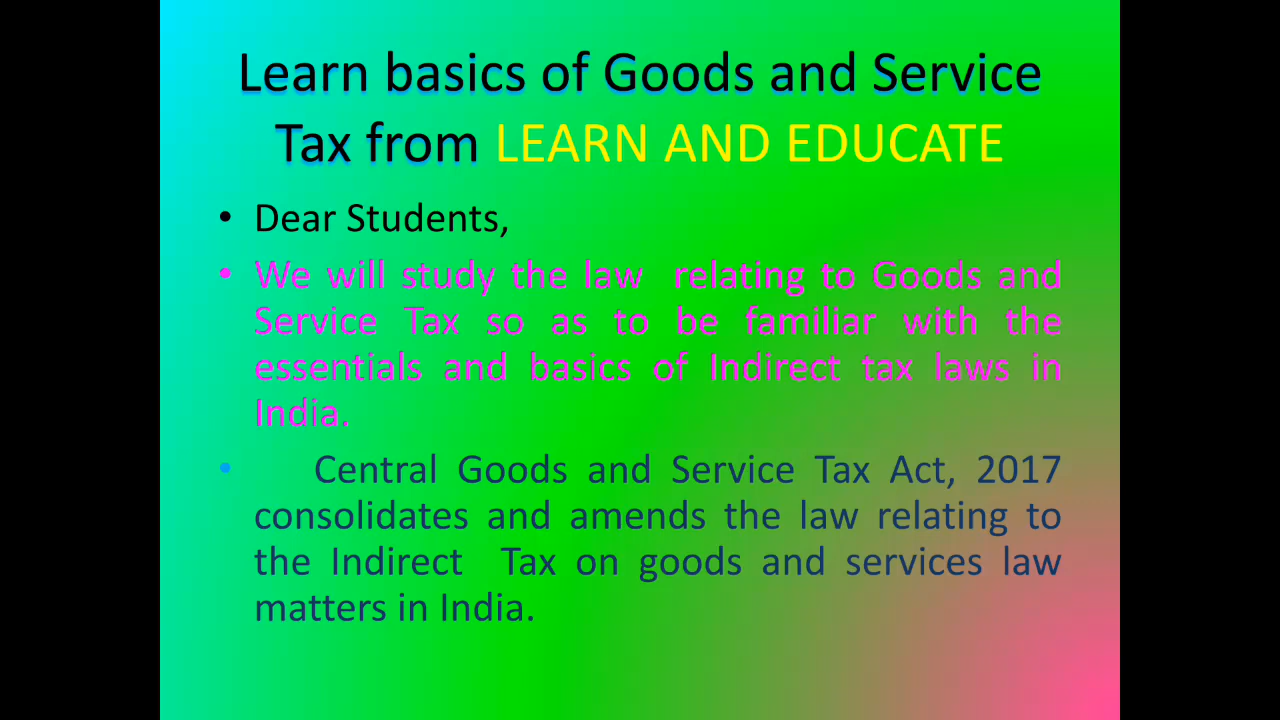 Learn basics of Goods and Service
Tax from LEARN AND EDUCATE
• Dear Students,
• We will study the law relating to Goods and
Service Tax so as to be familiar with the
essentials and basics of Indirect tax laws in
India.
• Central Goods and Service Tax Act, 2017
consolidates and amends the law relating to
the Indirect Tax on goods and services law
matters in India.